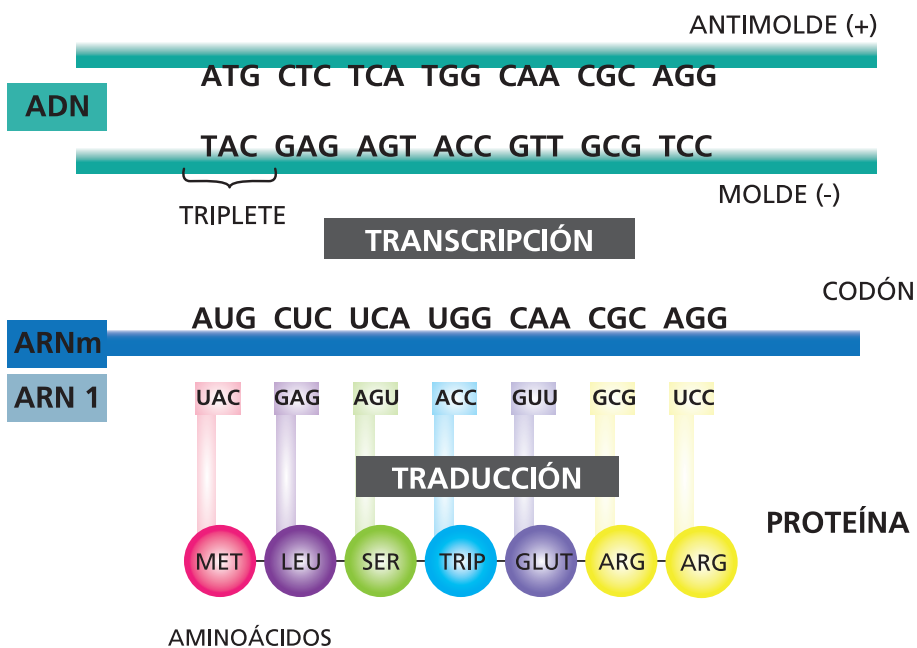 ANTIMOLDE (+)
ATG CTC TCA TGG CAA CGC AGG
ADN
TAC GAG AGT ACC GTT GCG TCC
MOLDE (-)
TRIPLETE
TRANSCRIPCIÓN
CODÓN
AUG CUC UCA UGG CAA CGC AGG
ARNm
ARN 1
UAC GAG AGU ACC GUU GCG UCC
TRADUCCIÓN
PROTEÍNA
MET LEU SER TRIP GLUT ARG ARG
AMINOÁCIDOS